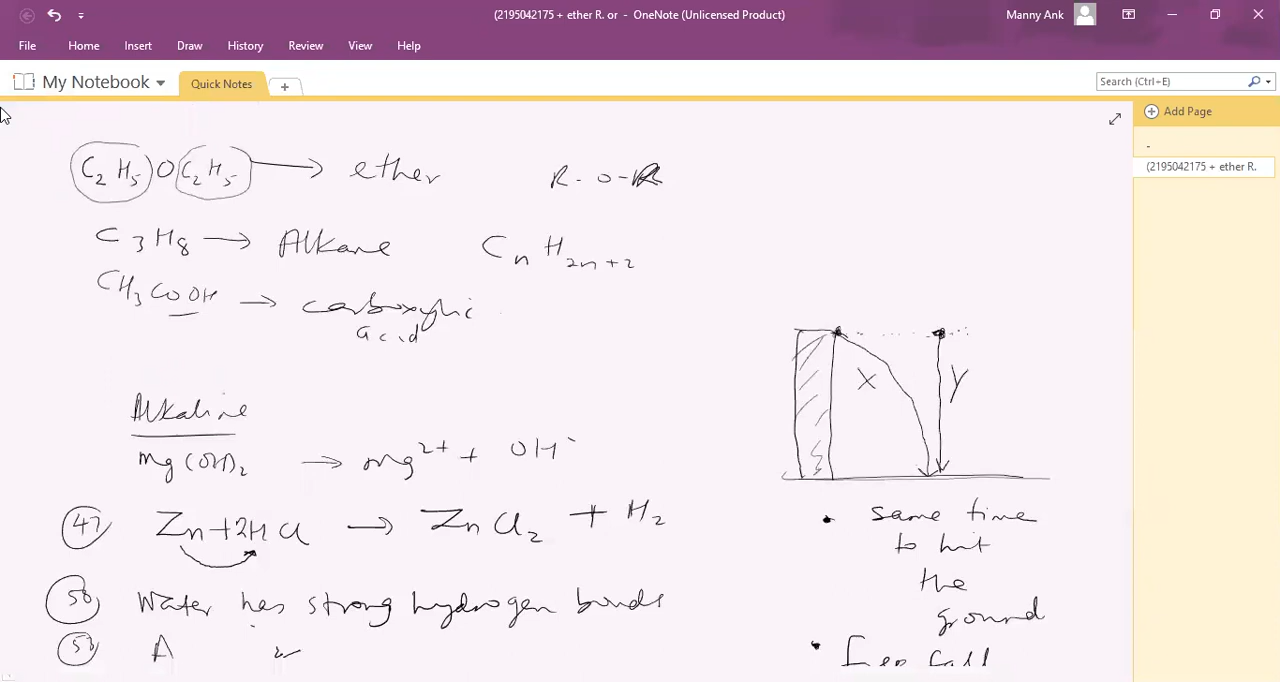 (2195042175 + ether R. or - OneNote (Unlicensed Product)
Manny Ank
File Home Insert Draw History Review View Help
My Notebook
Quick Notes
+
Search (Ctrl+E)
Add Page
-
(2195042175 + ether R.
C₂H₅OC₂H₅ → ether R-O-R
C₃H₈ → Alkane CₙH₂ₙ₊₂
CH₃COOH → carboxylic
acid
X Y
Alkaline
Mg(OH)₂ → Mg²⁺ + OH⁻
47 Zn+2HCl → ZnCl₂ + H₂
• same time
to hit
the
ground
Water has strong hydrogen bonds
53 A
• free fall